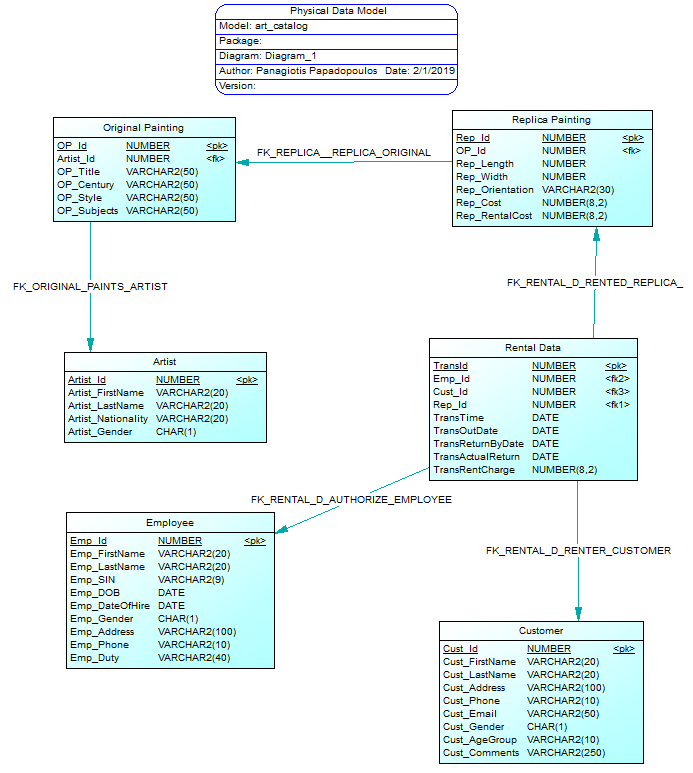 Physical Data Model
Model: art_catalog
Package:
Diagram: Diagram_1
Author: Panagiotis Papadopoulos Date: 2/1/2019
Version:
Original Painting
OP_Id NUMBER <pk>
Artist_Id NUMBER <fk>
OP_Title VARCHAR2(50)
OP_Century VARCHAR2(50)
OP_Style VARCHAR2(50)
OP_Subjects VARCHAR2(50)
FK_REPLICA__REPLICA_ORIGINAL
Replica Painting
Rep_Id NUMBER <pk>
OP_Id NUMBER <fk>
Rep_Length NUMBER
Rep_Width NUMBER
Rep_Orientation VARCHAR2(30)
Rep_Cost NUMBER(8,2)
Rep_RentalCost NUMBER(8,2)
FK_ORIGINAL_PAINTS_ARTIST
FK_RENTAL_D_RENTED_REPLICA_
Artist
Artist_Id NUMBER <pk>
Artist_FirstName VARCHAR2(20)
Artist_LastName VARCHAR2(20)
Artist_Nationality VARCHAR2(20)
Artist_Gender CHAR(1)
Rental Data
TransId NUMBER <pk>
Emp_Id NUMBER <fk2>
Cust_Id NUMBER <fk3>
Rep_Id NUMBER <fk1>
TransTime DATE
TransOutDate DATE
TransReturnByDate DATE
TransActualReturn DATE
TransRentCharge NUMBER(8,2)
FK_RENTAL_D_AUTHORIZE_EMPLOYEE
Employee
Emp_Id NUMBER <pk>
Emp_FirstName VARCHAR2(20)
Emp_LastName VARCHAR2(20)
Emp_SIN VARCHAR2(9)
Emp_DOB DATE
Emp_DateOfHire DATE
Emp_Gender CHAR(1)
Emp_Address VARCHAR2(100)
Emp_Phone VARCHAR2(10)
Emp_Duty VARCHAR2(40)
FK_RENTAL_D_RENTER_CUSTOMER
Customer
Cust_Id NUMBER <pk>
Cust_FirstName VARCHAR2(20)
Cust_LastName VARCHAR2(20)
Cust_Address VARCHAR2(100)
Cust_Phone VARCHAR2(10)
Cust_Email VARCHAR2(50)
Cust_Gender CHAR(1)
Cust_AgeGroup VARCHAR2(10)
Cust_Comments VARCHAR2(250)